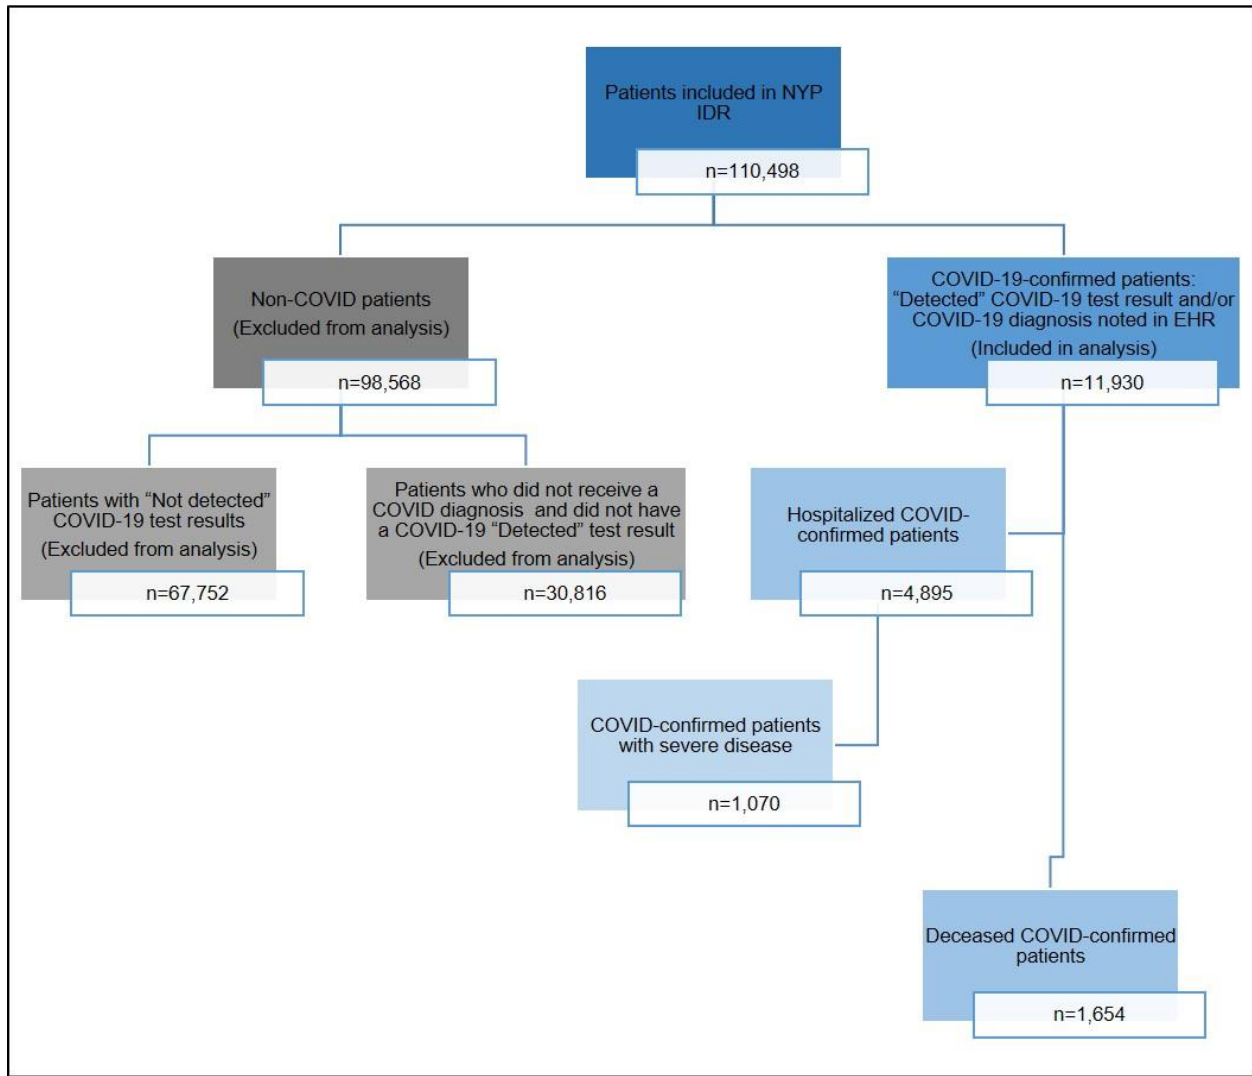 Patients included in NYP
IDR
n=110,498
Non-COVID patients
(Excluded from analysis)
n=98,568
COVID-19-confirmed patients:
“Detected” COVID-19 test result and/or
COVID-19 diagnosis noted in EHR
(Included in analysis)
n=11,930
Patients with “Not detected”
COVID-19 test results
(Excluded from analysis)
n=67,752
Patients who did not receive a
COVID diagnosis and did not have
a COVID-19 “Detected” test result
(Excluded from analysis)
n=30,816
Hospitalized COVID-
confirmed patients
n=4,895
COVID-confirmed patients
with severe disease
n=1,070
Deceased COVID-confirmed
patients
n=1,654